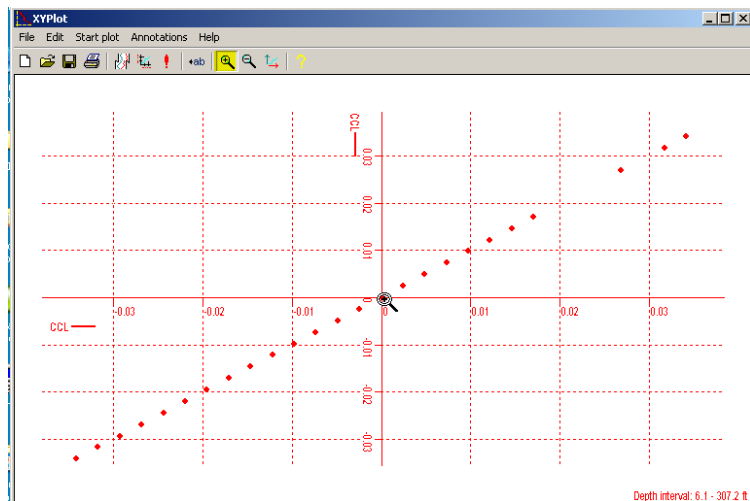 XYPlot
File Edit Start plot Annotations Help
ab
?
CCL
0.03
0.02
0.01
0
-0.03 -0.02 -0.01 0 0.01 0.02 0.03
CCL
-0.01
-0.02
-0.03
Depth interval: 6.1 - 307.2 ft